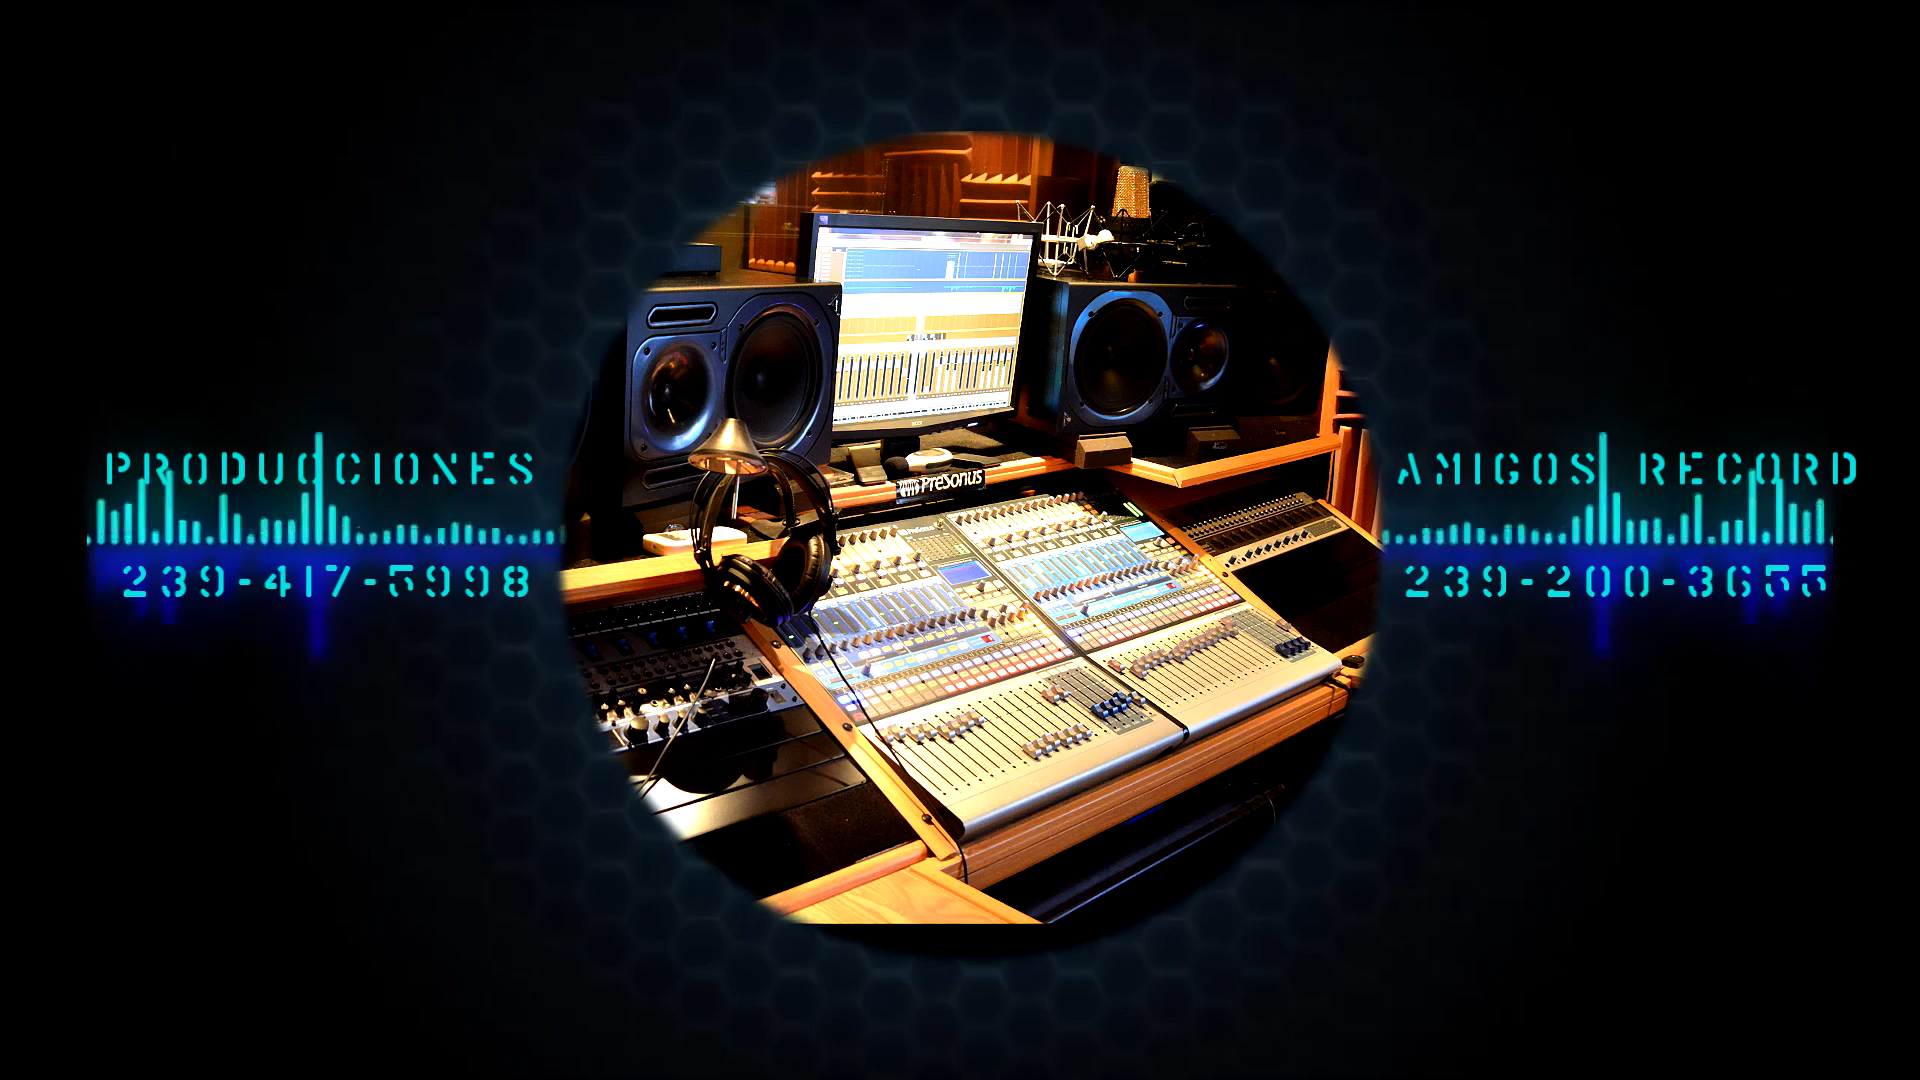 PRODUCCIONES
239-417-5998
AMIGOS RECORD
239-200-3655
PreSonus